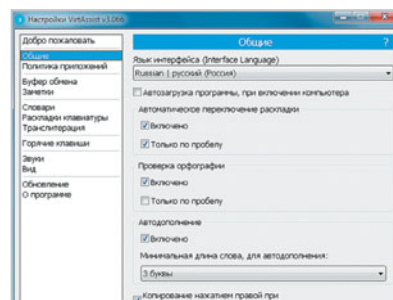 Настройки VirtAssist v3.066
Добро пожаловать
Общие
Политика приложений
Буфер обмена
Заметки
Словари
Раскладки клавиатуры
Транслитерация
Горячие клавиши
Звуки
Вид
Обновление
О программе
Общие ?
Язык интерфейса (Interface Language)
Russian | русский (Россия)
Автозагрузка программы, при включении компьютера
Автоматическое переключение раскладки
Включено
Только по пробелу
Проверка орфографии
Включено
Только по пробелу
Автодополнение
Включено
Минимальная длина слова, для автодополнения:
3 буквы
Копирование нажатием правой при